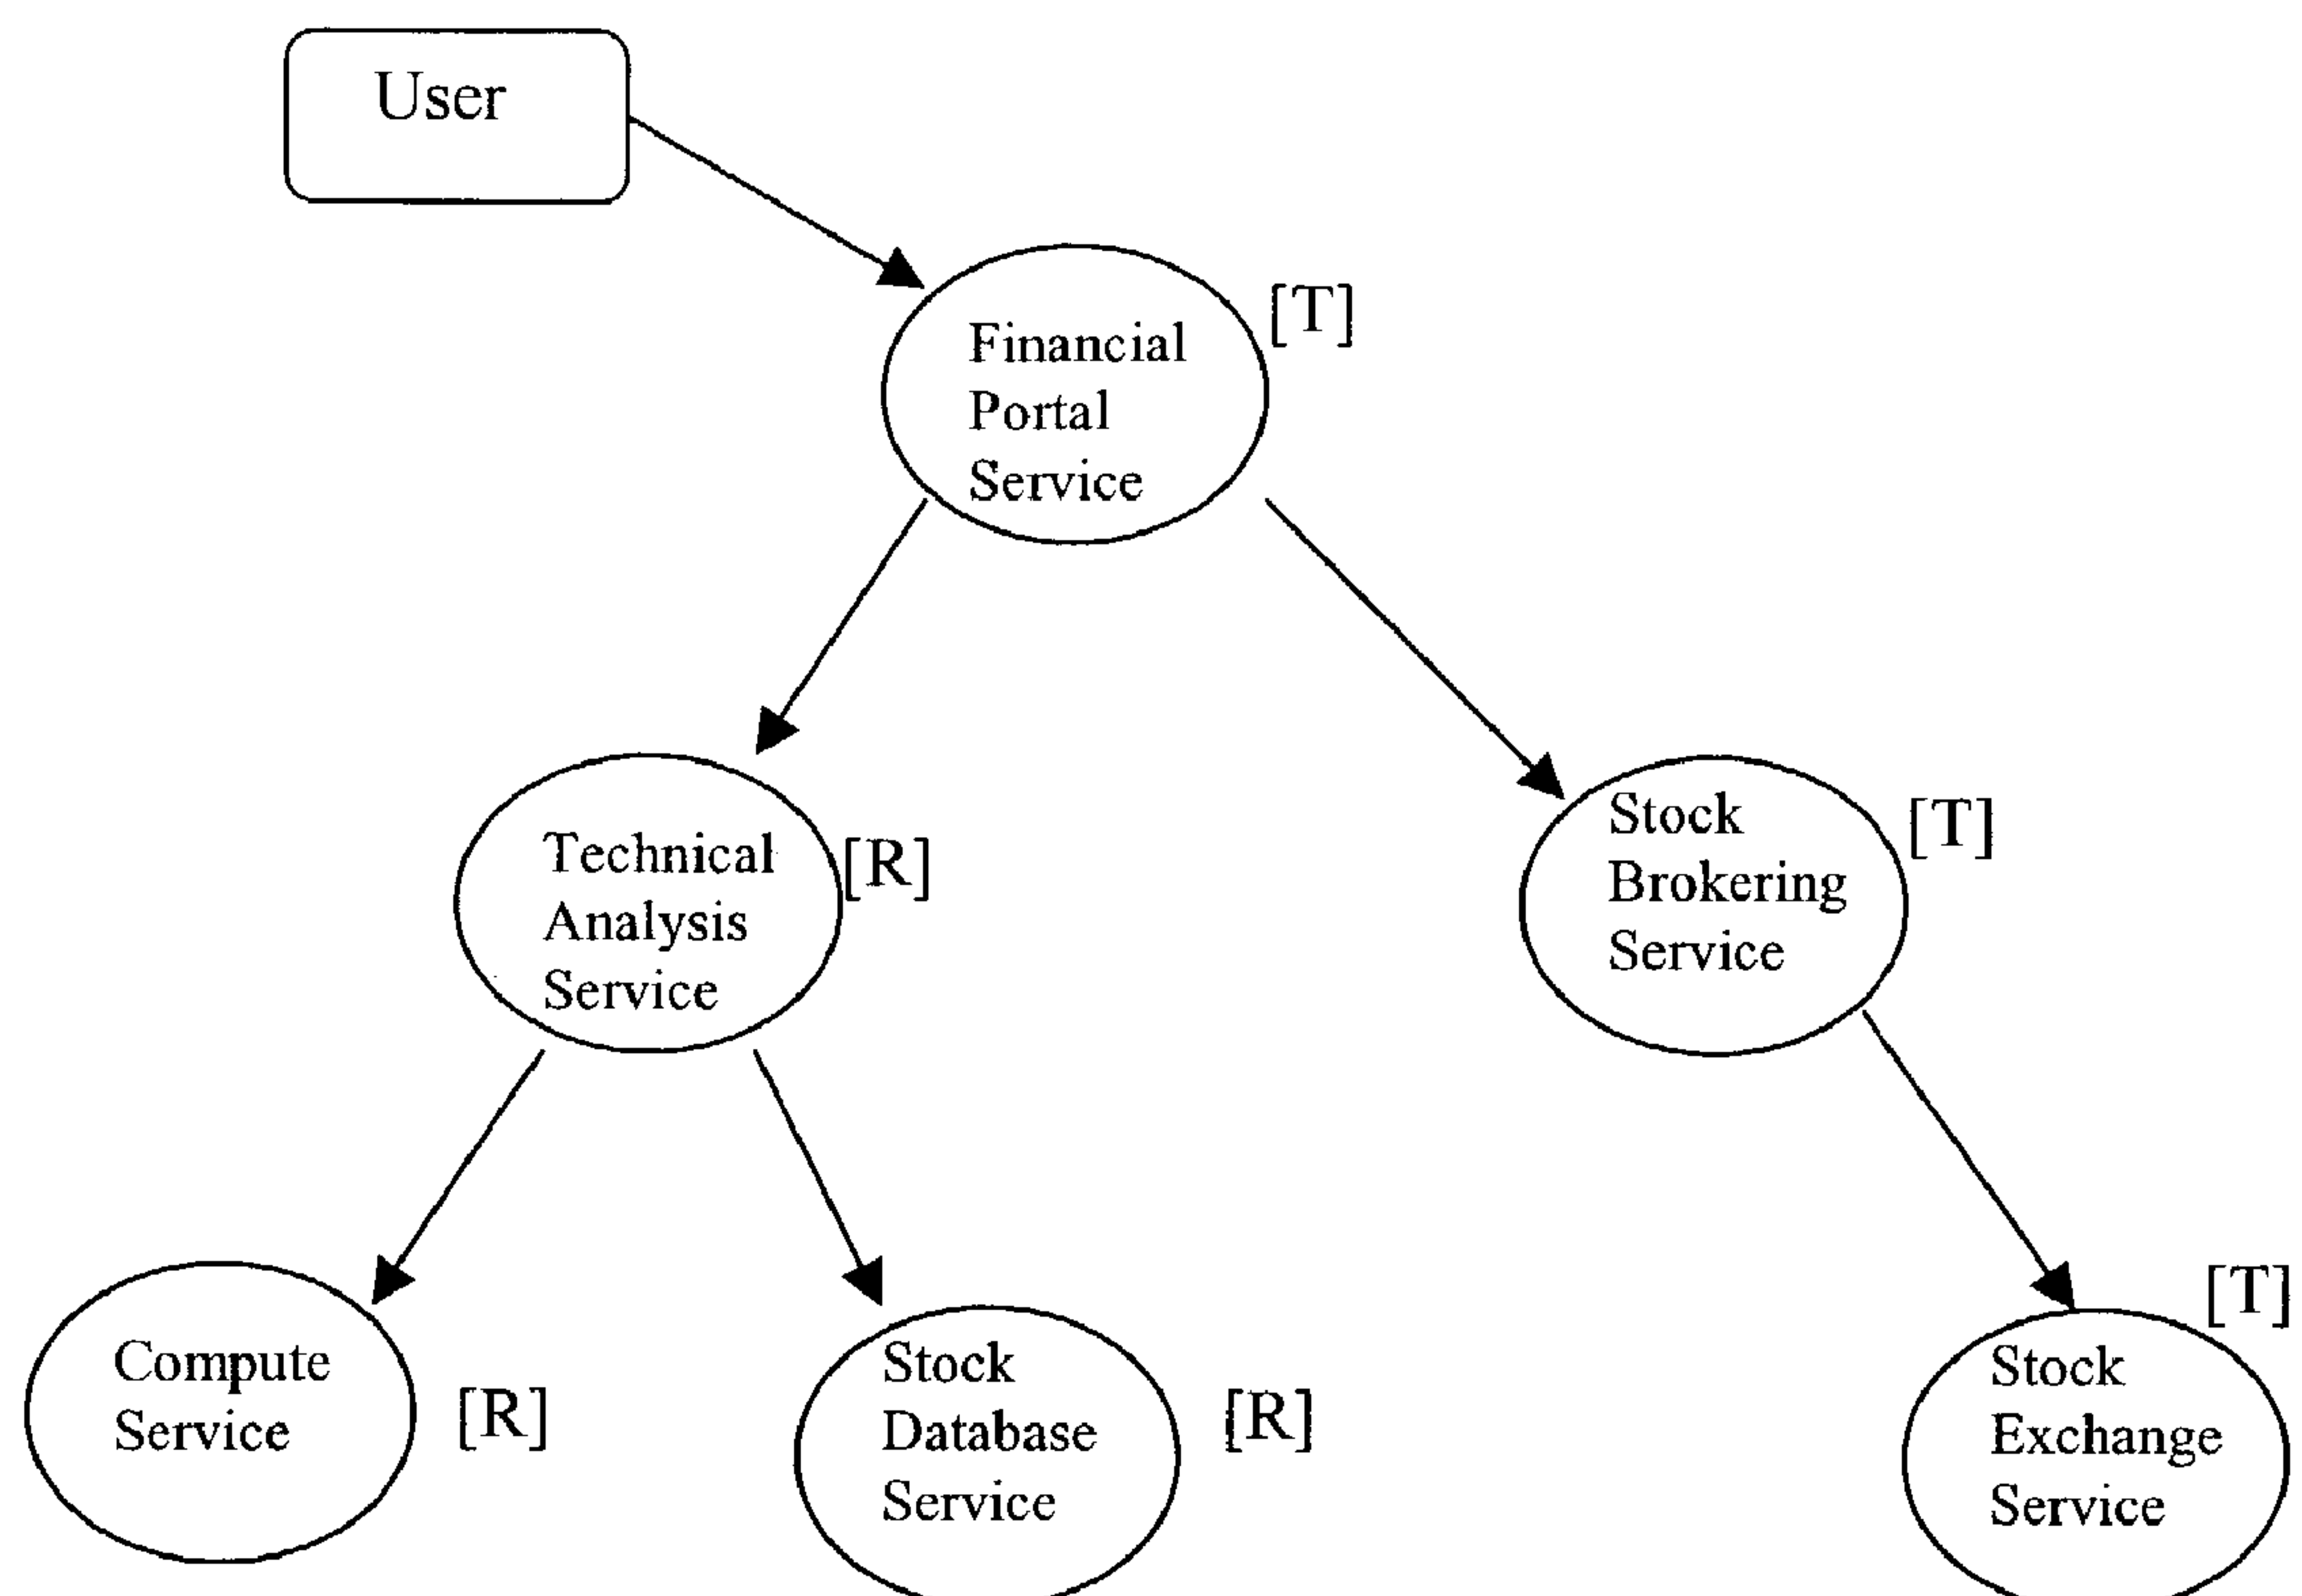 User
[T]
Financial
Portal
Service
Technical
Analysis
Service
[R]
Stock
Brokering
Service
[T]
Compute
Service
[R]
Stock
Database
Service
[R]
[T]
Stock
Exchange
Service